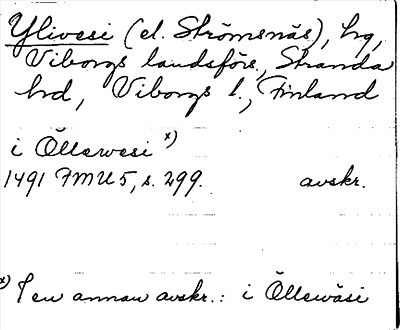 Ylivesi (el. Strömsnäs), hg,
Viborgs landsförs., Stranda
hd, Viborgs l., Finland
i Öllewesi x)
1491 FMU 5, s. 299. avskr.
x) I en annan avskr.: i Öllewäsi